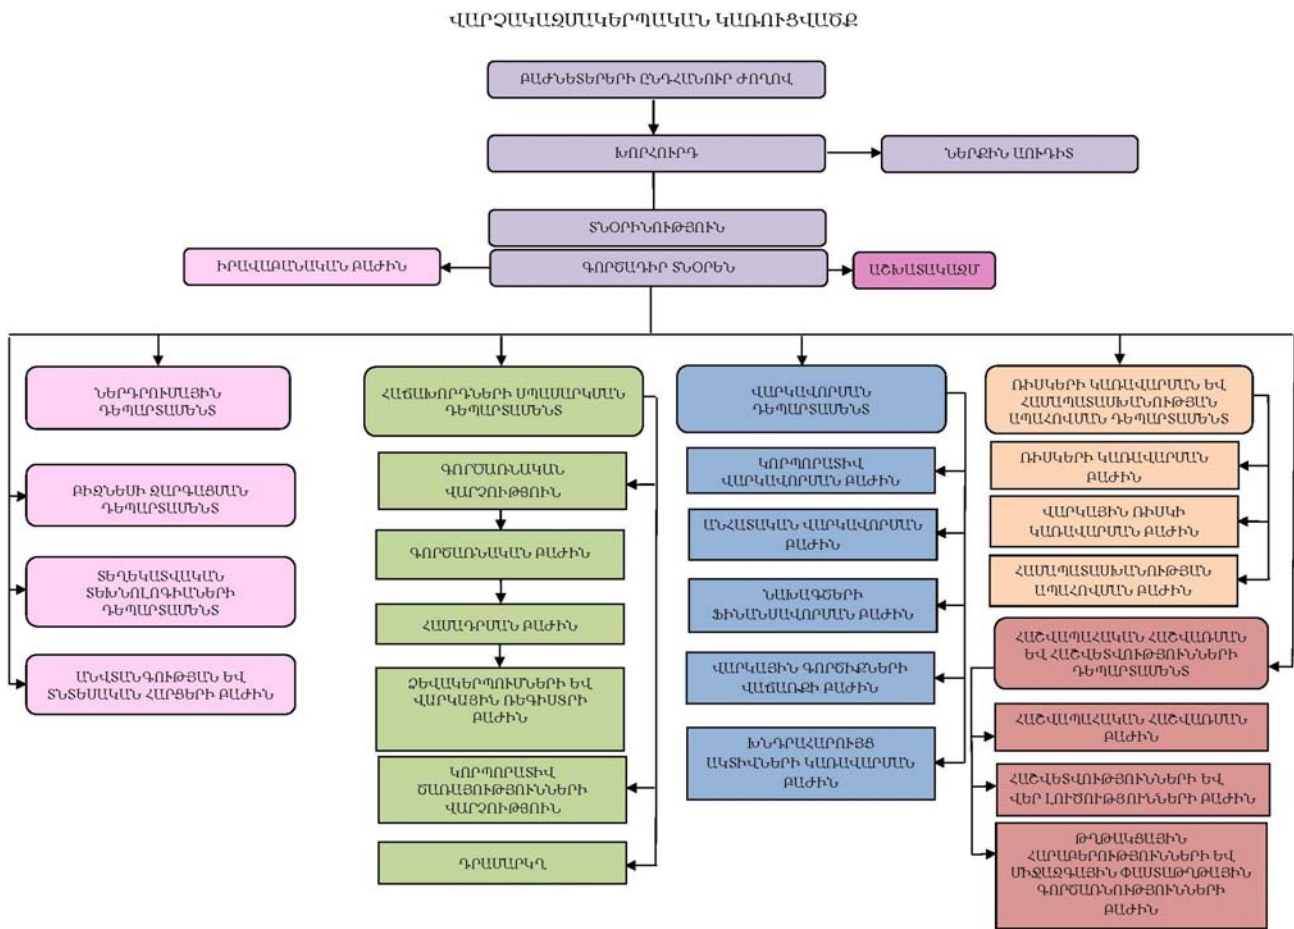 ՎԱՐՉԱԿԱԶՄԱԿԵՐՊԱԿԱՆ ԿԱՌՈՒՑՎԱԾՔ
ԲԱԺՆԵՏԵՐԵՐԻ ԸՆԴՀԱՆՈՒՐ ԺՈՂՈՎ
ԽՈՐՀՈՒՐԴ
ՆԵՐՔԻՆ ԱՈՒԴԻՏ
ՏՆՕՐԻՆՈՒԹՅՈՒՆ
ԻՐԱՎԱԲԱՆԱԿԱՆ ԲԱԺԻՆ
ԳՈՐԾԱԴԻՐ ՏՆՕՐԵՆ
ԱՇԽԱՏԱԿԱԶՄ
ՆԵՐԴՐՈՒՄԱՅԻՆ
ԴԵՊԱՐՏԱՄԵՆՏ
ԲԻԶՆԵՍԻ ԶԱՐԳԱՑՄԱՆ
ԴԵՊԱՐՏԱՄԵՆՏ
ՏԵՂԵԿԱՏՎԱԿԱՆ
ՏԵԽՆՈԼՈԳԻԱՆԵՐԻ
ԴԵՊԱՐՏԱՄԵՆՏ
ԱՆՎՏԱՆԳՈՒԹՅԱՆ ԵՎ
ՏՆՏԵՍԱԿԱՆ ՀԱՐՑԵՐԻ ԲԱԺԻՆ
ՀԱՃԱԽՈՐԴՆԵՐԻ ՍՊԱՍԱՐԿՄԱՆ
ԴԵՊԱՐՏԱՄԵՆՏ
ԳՈՐԾԱՌՆԱԿԱՆ
ՎԱՐՉՈՒԹՅՈՒՆ
ԳՈՐԾԱՌՆԱԿԱՆ ԲԱԺԻՆ
ՀԱՄԱԴՐՄԱՆ ԲԱԺԻՆ
ՁԵՎԱԿԵՐՊՈՒՄՆԵՐԻ ԵՎ
ՎԱՐԿԱՅԻՆ ՌԵԳԻՍՏՐԻ
ԲԱԺԻՆ
ԿՈՐՊՈՐԱՏԻՎ
ԾԱՌԱՅՈՒԹՅՈՒՆՆԵՐԻ
ՎԱՐՉՈՒԹՅՈՒՆ
ԴՐԱՄԱՐԿՂ
ՎԱՐԿԱՎՈՐՄԱՆ
ԴԵՊԱՐՏԱՄԵՆՏ
ԿՈՐՊՈՐԱՏԻՎ
ՎԱՐԿԱՎՈՐՄԱՆ ԲԱԺԻՆ
ԱՆՀԱՏԱԿԱՆ ՎԱՐԿԱՎՈՐՄԱՆ
ԲԱԺԻՆ
ՆԱԽԱԳԾԵՐԻ
ՖԻՆԱՆՍԱՎՈՐՄԱՆ ԲԱԺԻՆ
ՎԱՐԿԱՅԻՆ ԳՈՐԾԻՔՆԵՐԻ
ՎԱՃԱՌՔԻ ԲԱԺԻՆ
ԽՆԴՐԱՀԱՐՈՒՅՑ
ԱԿՏԻՎՆԵՐԻ ԿԱՌԱՎԱՐՄԱՆ
ԲԱԺԻՆ
ՌԻՍԿԵՐԻ ԿԱՌԱՎԱՐՄԱՆ ԵՎ
ՀԱՄԱՊԱՏԱՍԽԱՆՈՒԹՅԱՆ
ԱՊԱՀՈՎՄԱՆ ԴԵՊԱՐՏԱՄԵՆՏ
ՌԻՍԿԵՐԻ ԿԱՌԱՎԱՐՄԱՆ
ԲԱԺԻՆ
ՎԱՐԿԱՅԻՆ ՌԻՍԿԻ
ԿԱՌԱՎԱՐՄԱՆ ԲԱԺԻՆ
ՀԱՄԱՊԱՏԱՍԽԱՆՈՒԹՅԱՆ
ԱՊԱՀՈՎՄԱՆ ԲԱԺԻՆ
ՀԱՇՎԱՊԱՀԱԿԱՆ ՀԱՇՎԱՌՄԱՆ
ԵՎ ՀԱՇՎԵՏՎՈՒԹՅՈՒՆՆԵՐԻ
ԴԵՊԱՐՏԱՄԵՆՏ
ՀԱՇՎԱՊԱՀԱԿԱՆ ՀԱՇՎԱՌՄԱՆ
ԲԱԺԻՆ
ՀԱՇՎԵՏՎՈՒԹՅՈՒՆՆԵՐԻ ԵՎ
ՎԵՐ ԼՈՒԾՈՒԹՅՈՒՆՆԵՐԻ ԲԱԺԻՆ
ԹՂԹԱԿՑԱՅԻՆ
ՀԱՐԱԲԵՐՈՒԹՅՈՒՆՆԵՐԻ ԵՎ
ՄԻՋԱԶԳԱՅԻՆ ՓԱՍՏԱԹՂԹԱՅԻՆ
ԳՈՐԾԱՌՆՈՒԹՅՈՒՆՆԵՐԻ
ԲԱԺԻՆ